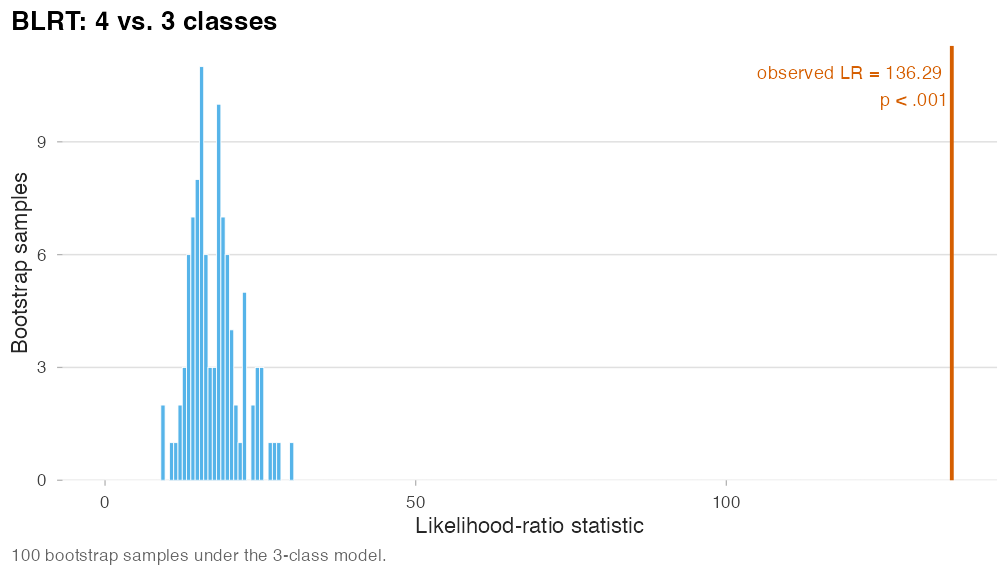 BLRT: 4 vs. 3 classes
observed LR = 136.29
p < .001
Bootstrap samples
9
6
3
0
0 50 100
Likelihood-ratio statistic
100 bootstrap samples under the 3-class model.